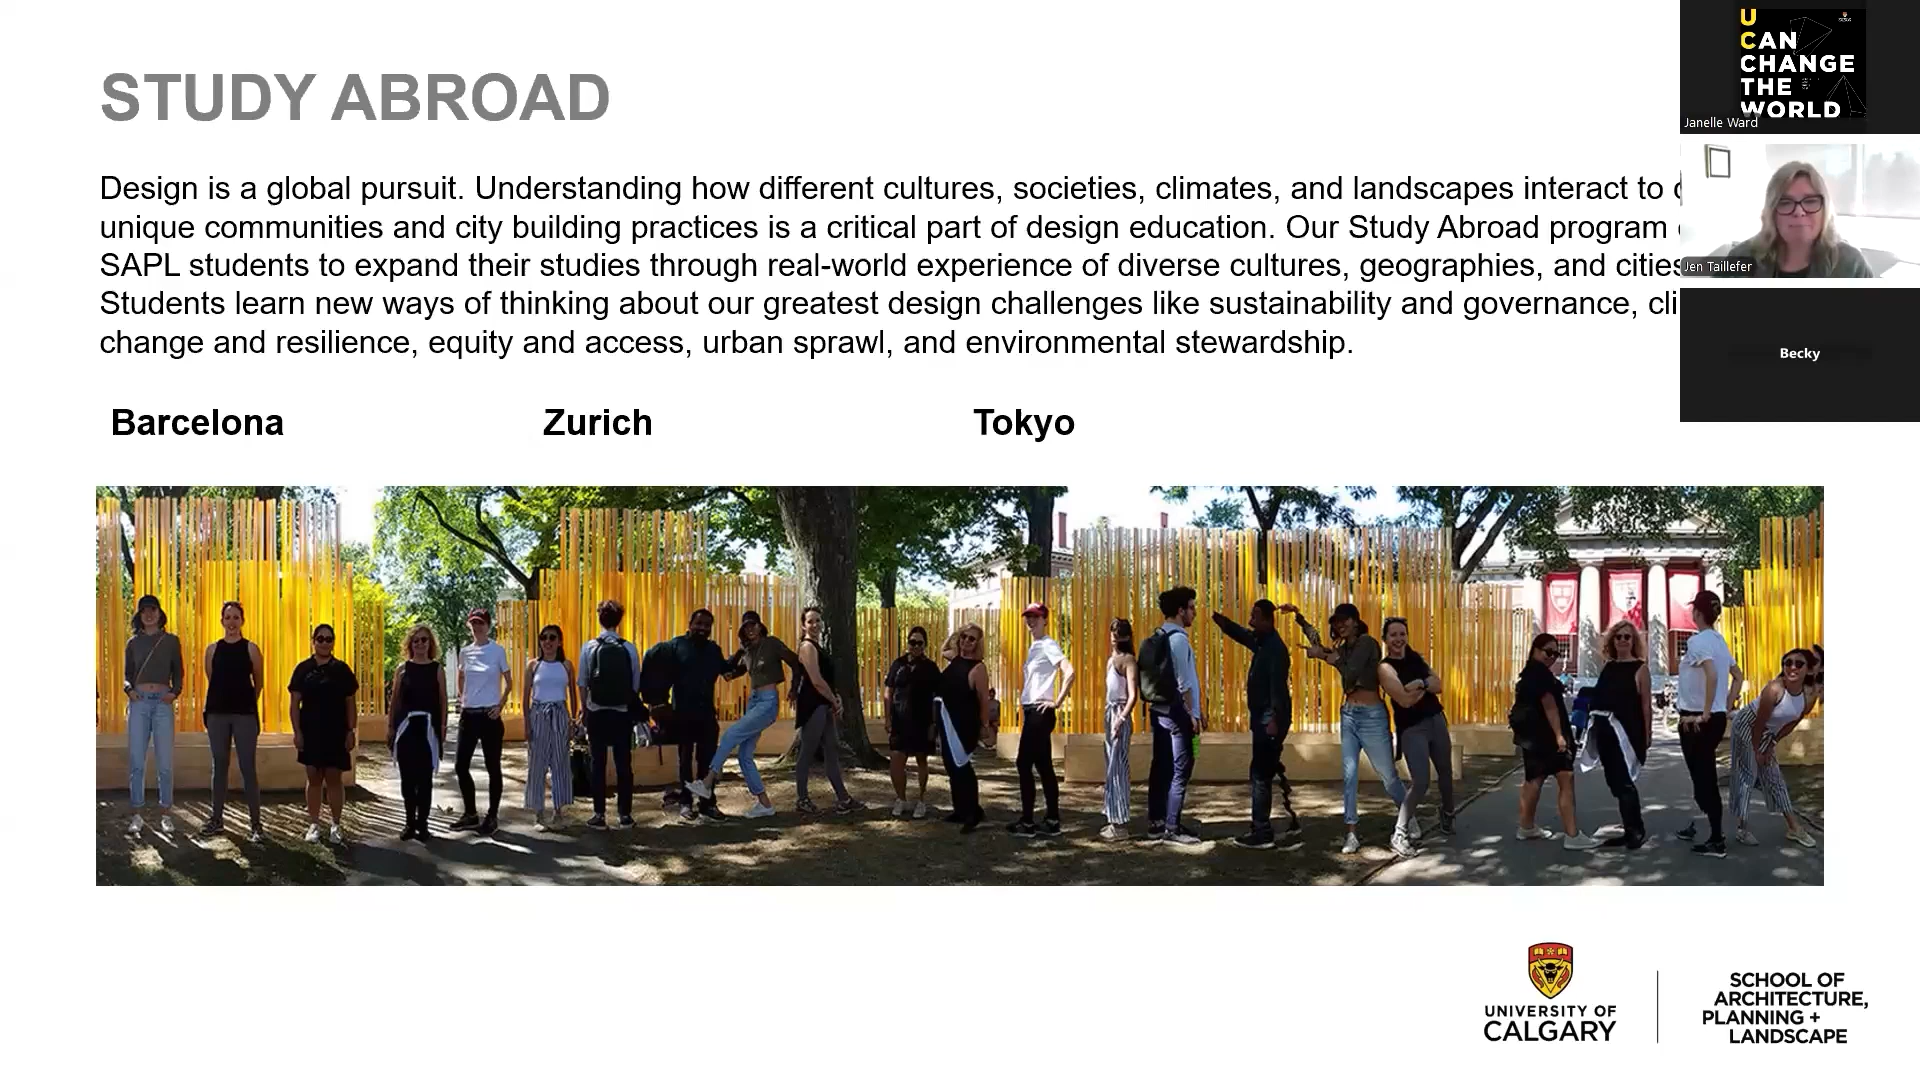 STUDY ABROAD
Design is a global pursuit. Understanding how different cultures, societies, climates, and landscapes interact to
unique communities and city building practices is a critical part of design education. Our Study Abroad program
SAPL students to expand their studies through real-world experience of diverse cultures, geographies, and cities
Students learn new ways of thinking about our greatest design challenges like sustainability and governance, cli
change and resilience, equity and access, urban sprawl, and environmental stewardship.
Barcelona Zurich Tokyo
U
CAN
CHANGE
THE
WORLD
Janelle Ward
Jen Taillefer
Becky
UNIVERSITY OF
CALGARY
SCHOOL OF
ARCHITECTURE,
PLANNING +
LANDSCAPE